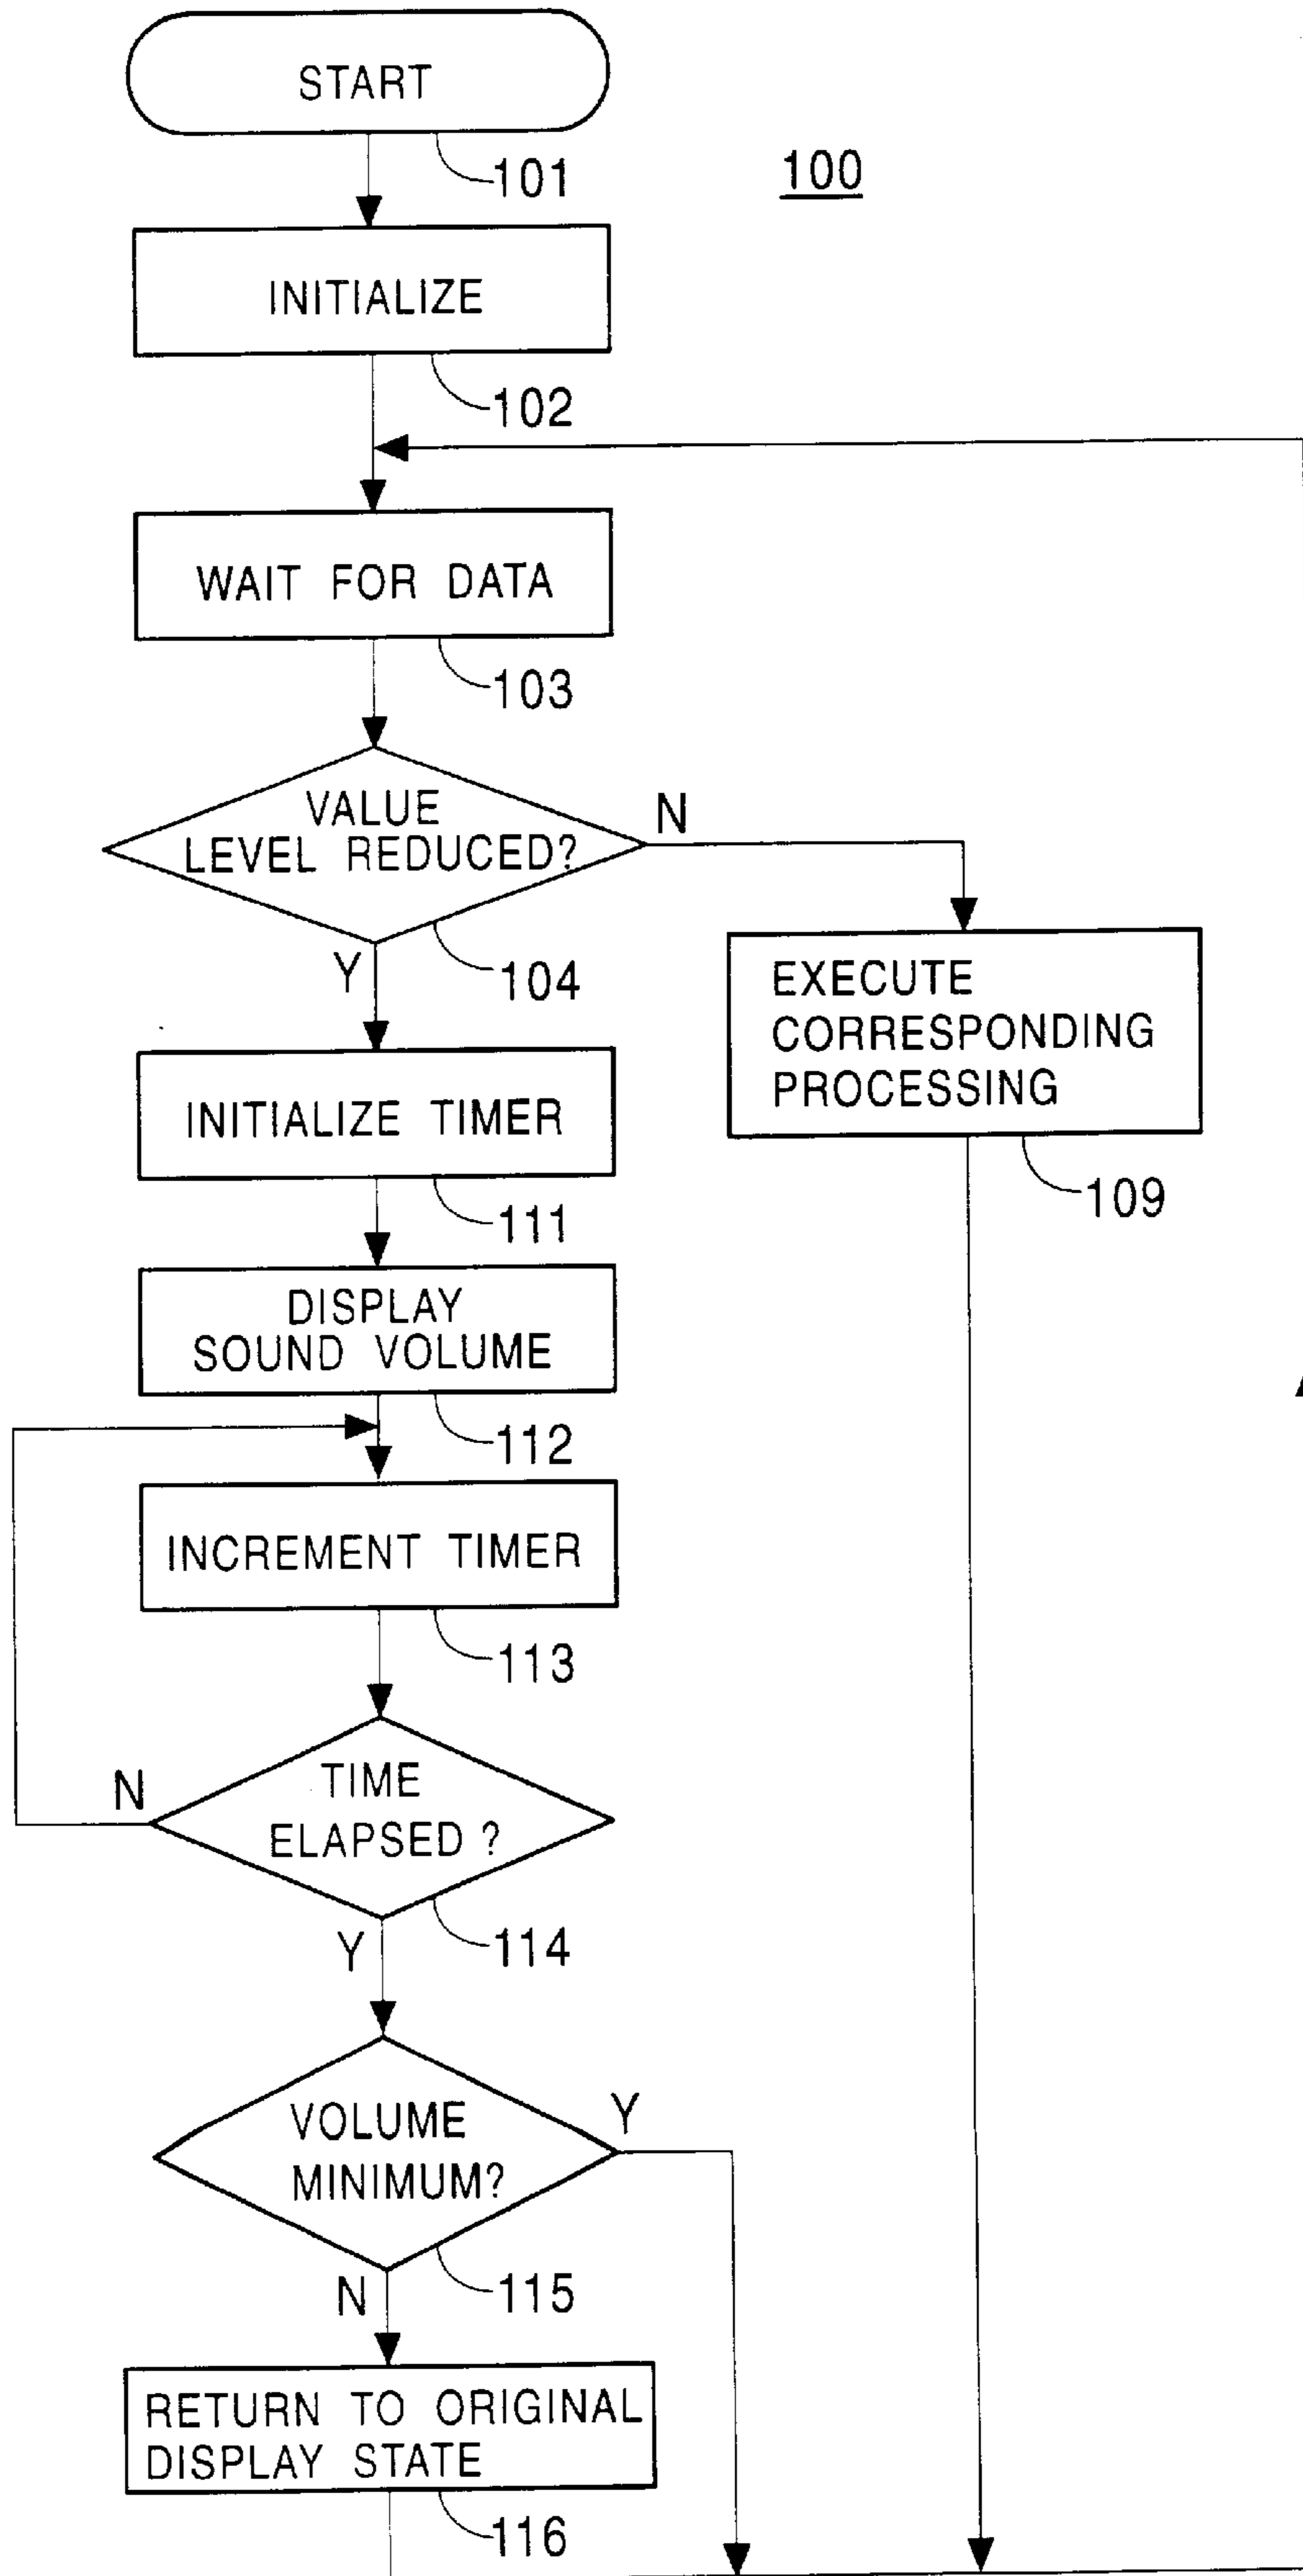 START
101
100
INITIALIZE
102
WAIT FOR DATA
103
VALUE
LEVEL REDUCED?
N
Y
104
EXECUTE
CORRESPONDING
PROCESSING
109
INITIALIZE TIMER
111
DISPLAY
SOUND VOLUME
112
INCREMENT TIMER
113
TIME
ELAPSED ?
N
Y
114
VOLUME
MINIMUM?
Y
N
115
RETURN TO ORIGINAL
DISPLAY STATE
116